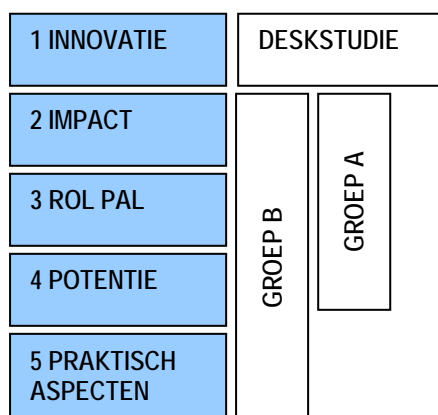 1 INNOVATIE
DESKSTUDIE
2 IMPACT
3 ROL PAL
4 POTENTIE
5 PRAKTISCH
ASPECTEN
GROEP B
GROEP A